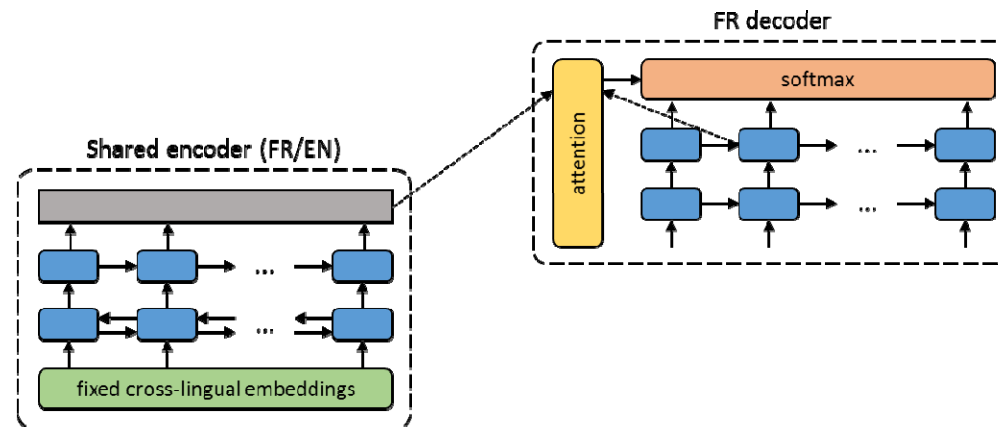 FR decoder
softmax
attention
...
...
Shared encoder (FR/EN)
...
...
fixed cross-lingual embeddings